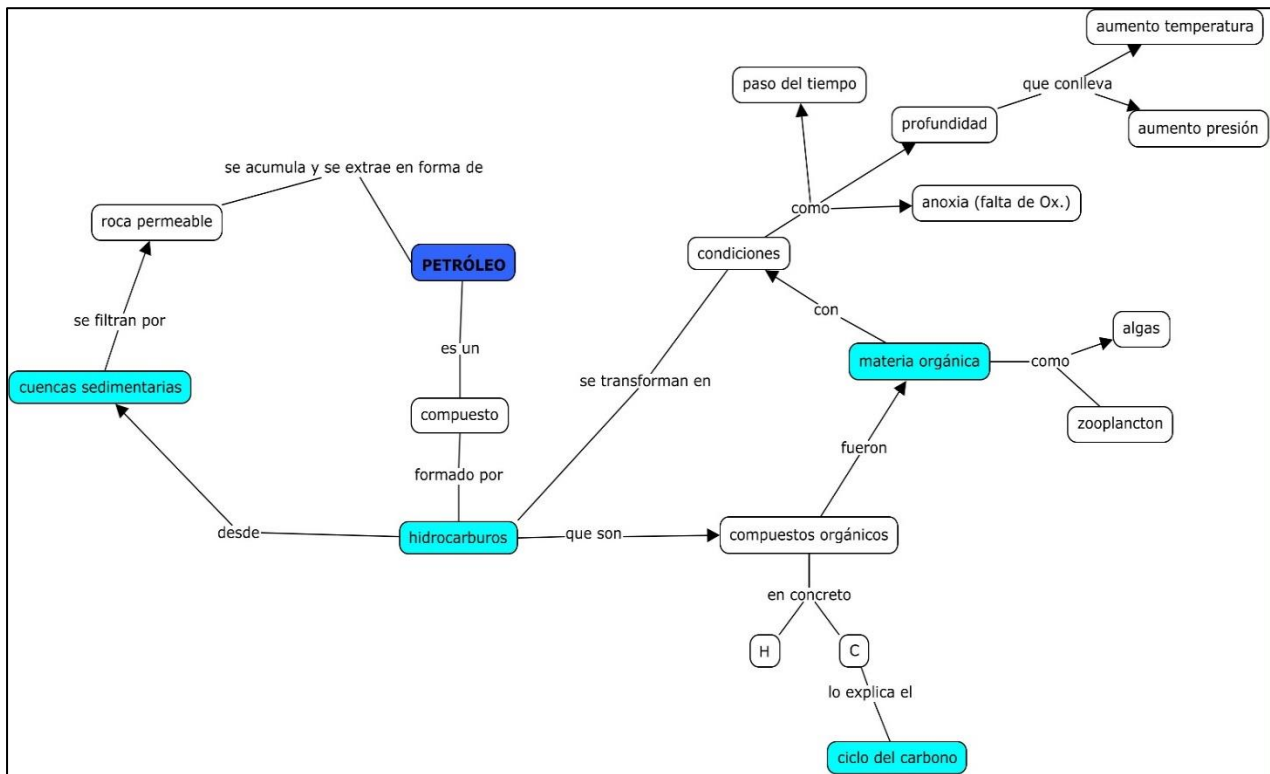 aumento temperatura
paso del tiempo
que conlleva
profundidad
aumento presión
se acumula y se extrae en forma de
anoxia (falta de Ox.)
como
roca permeable
condiciones
PETRÓLEO
con
se filtran por
algas
es un
materia orgánica
como
cuencas sedimentarias
se transforman en
compuesto
zooplancton
fueron
formado por
desde
hidrocarburos
que son
compuestos orgánicos
en concreto
H
C
lo explica el
ciclo del carbono